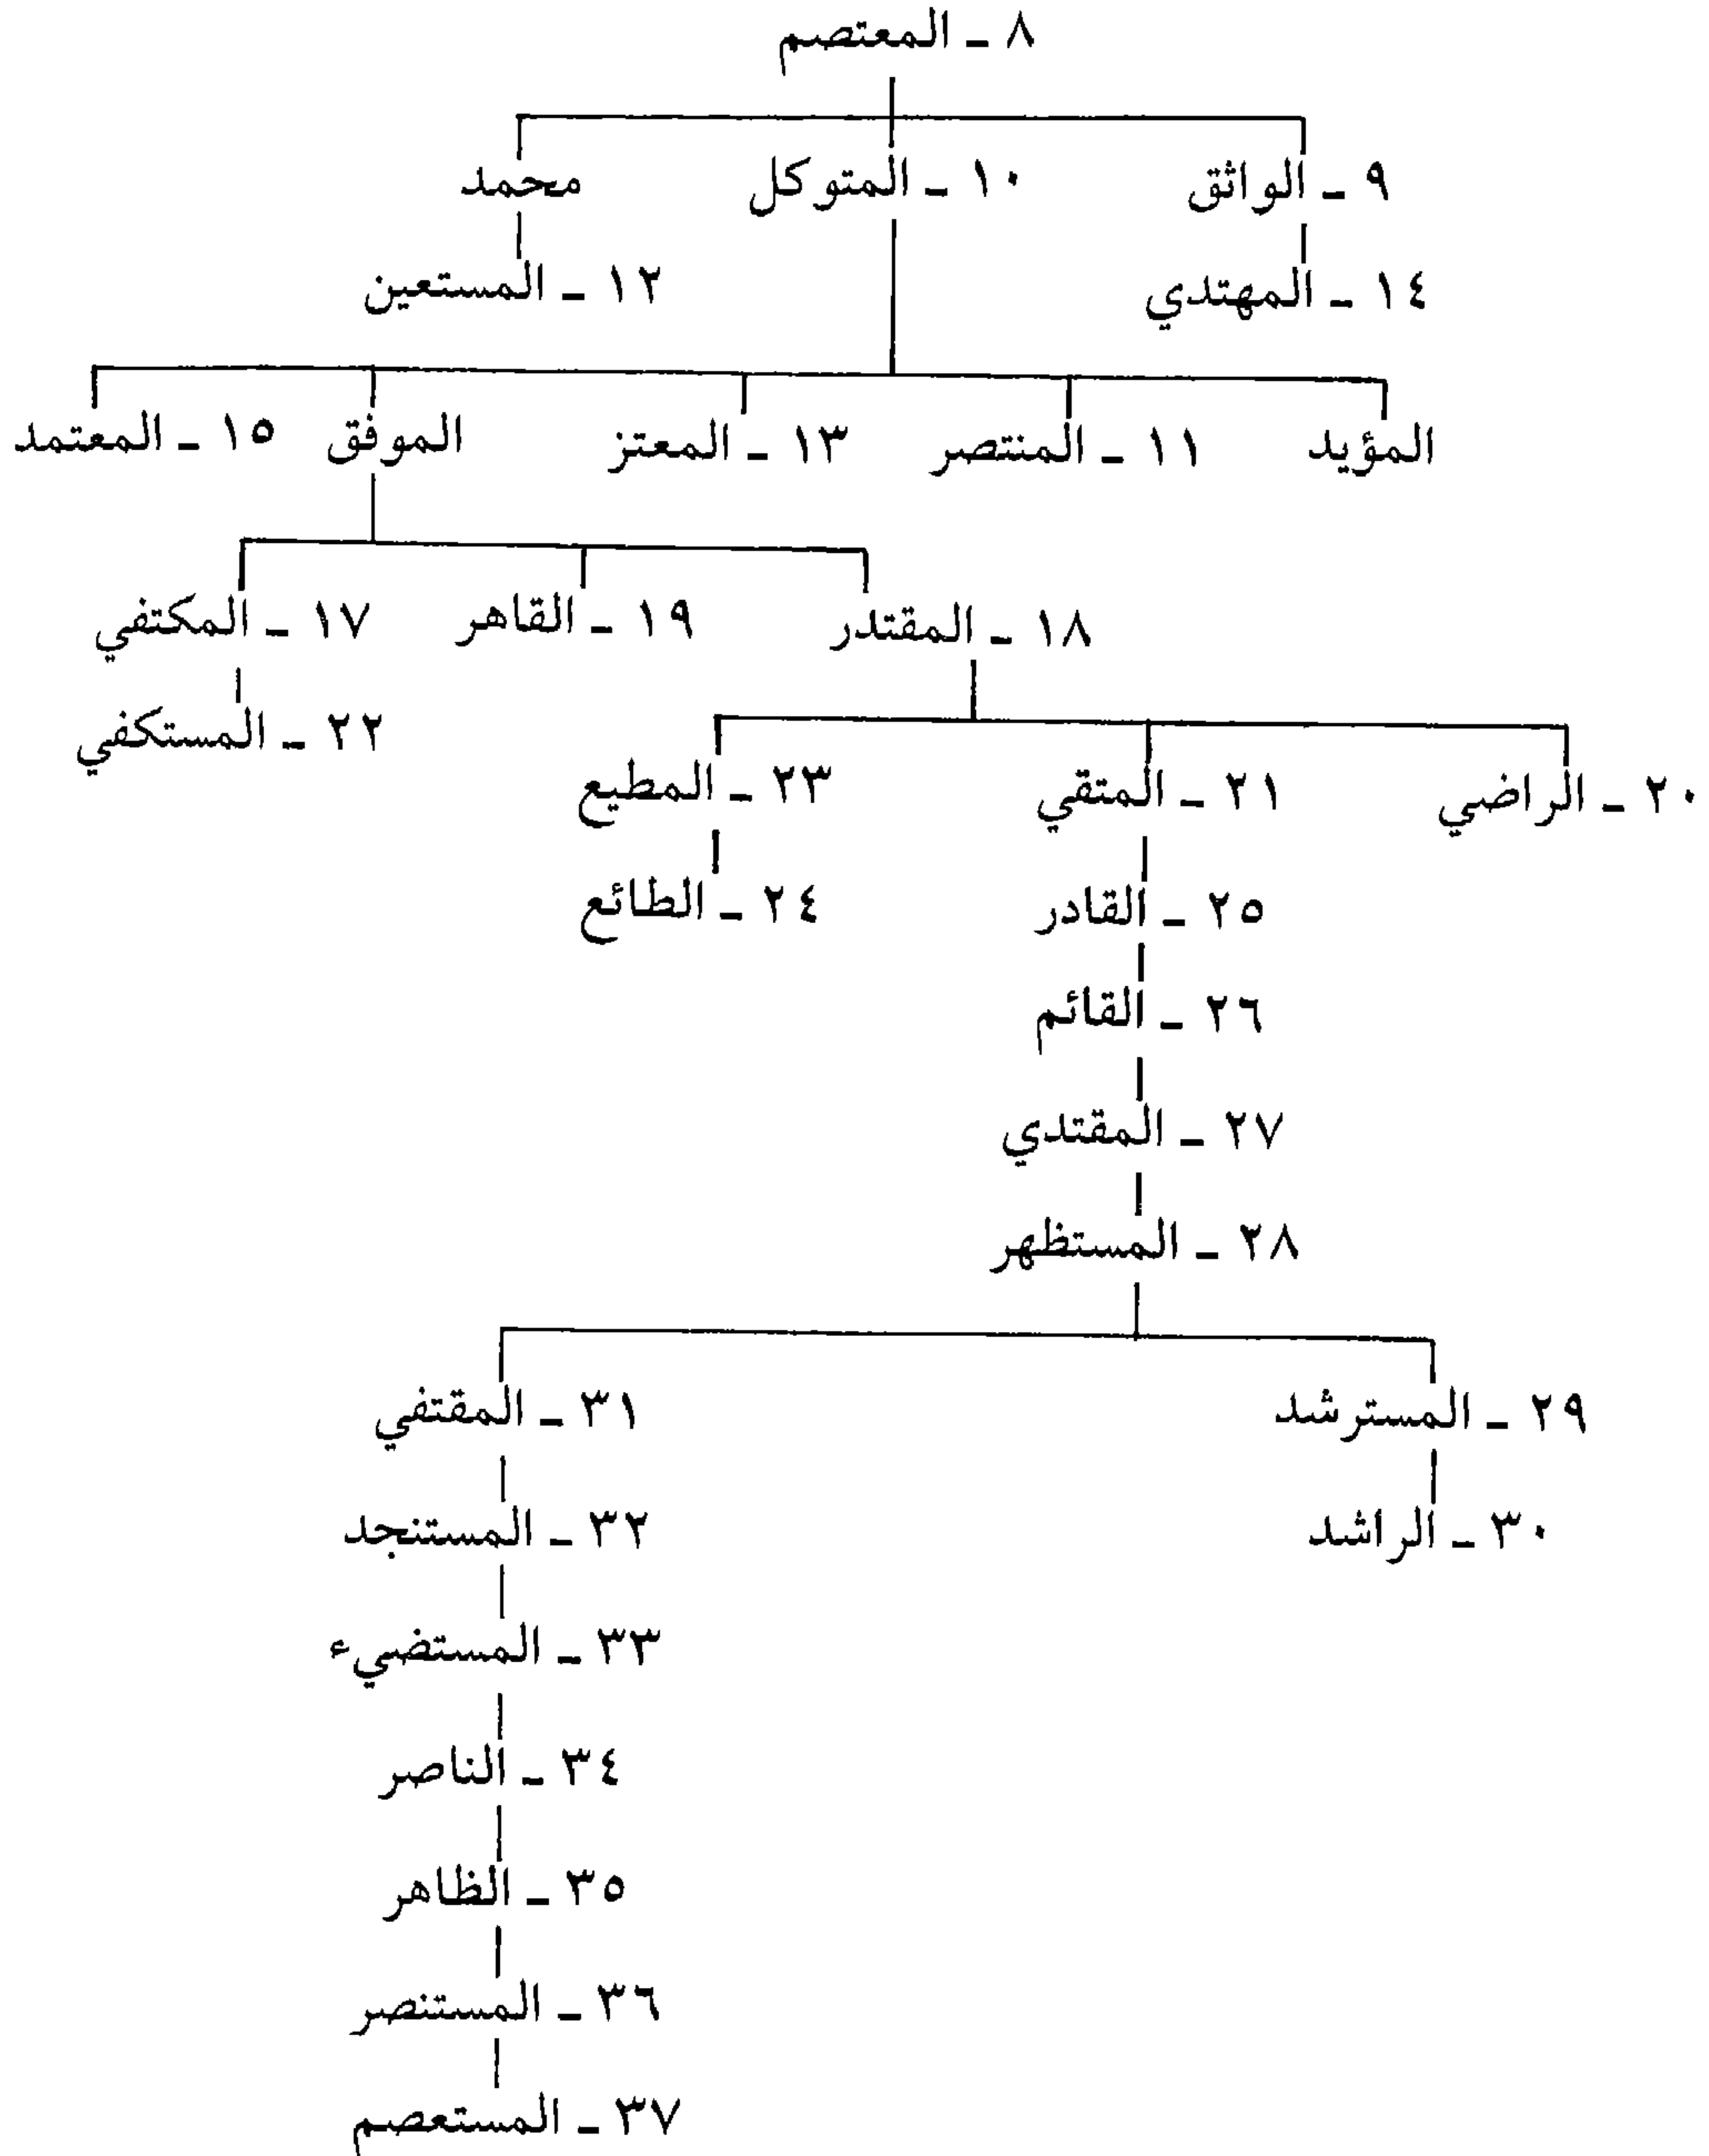 ٨ ـ المعتصم
٩ ـ الواثق ١٠ ـ المتوكل محمد
١٤ ـ المهتدي ١٢ ـ المستعين
المؤيد ١١ ـ المنتصر ١٣ ـ المعتز الموفق ١٥ ـ المعتمد
١٨ ـ المقتدر ١٩ ـ القاهر ١٧ ـ المكتفي
٢٢ ـ المستكفي
٢٠ ـ الراضي ٢١ ـ المتقي ٢٣ ـ المطيع
٢٥ ـ القادر ٢٤ ـ الطائع
٢٦ ـ القائم
٢٧ ـ المقتدي
٢٨ ـ المستظهر
٢٩ ـ المسترشد ٣١ ـ المقتفي
٣٠ ـ الراشد ٣٢ ـ المستنجد
٣٣ ـ المستضيء
٣٤ ـ الناصر
٣٥ ـ الظاهر
٣٦ ـ المستنصر
٣٧ ـ المستعصم